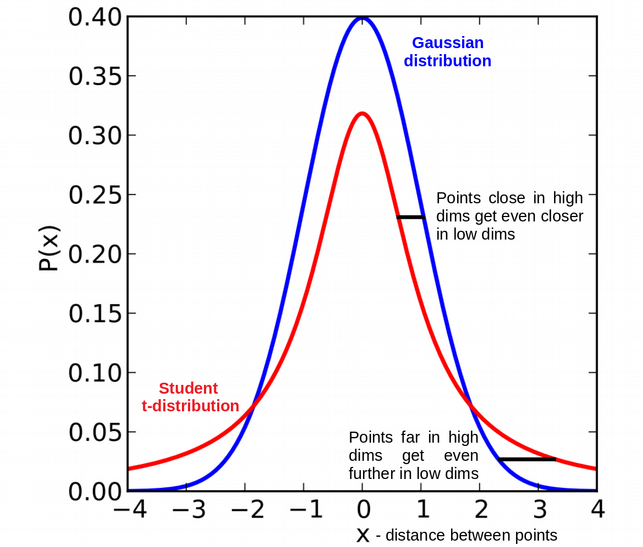 0.40
Gaussian
distribution
0.35
0.30
0.25
Points close in high
dims get even closer
in low dims
P(x)
0.20
0.15
0.10
Student
t-distribution
0.05
Points far in high
dims get even
further in low dims
0.00
−4 −3 −2 −1 0 1 2 3 4
x - distance between points